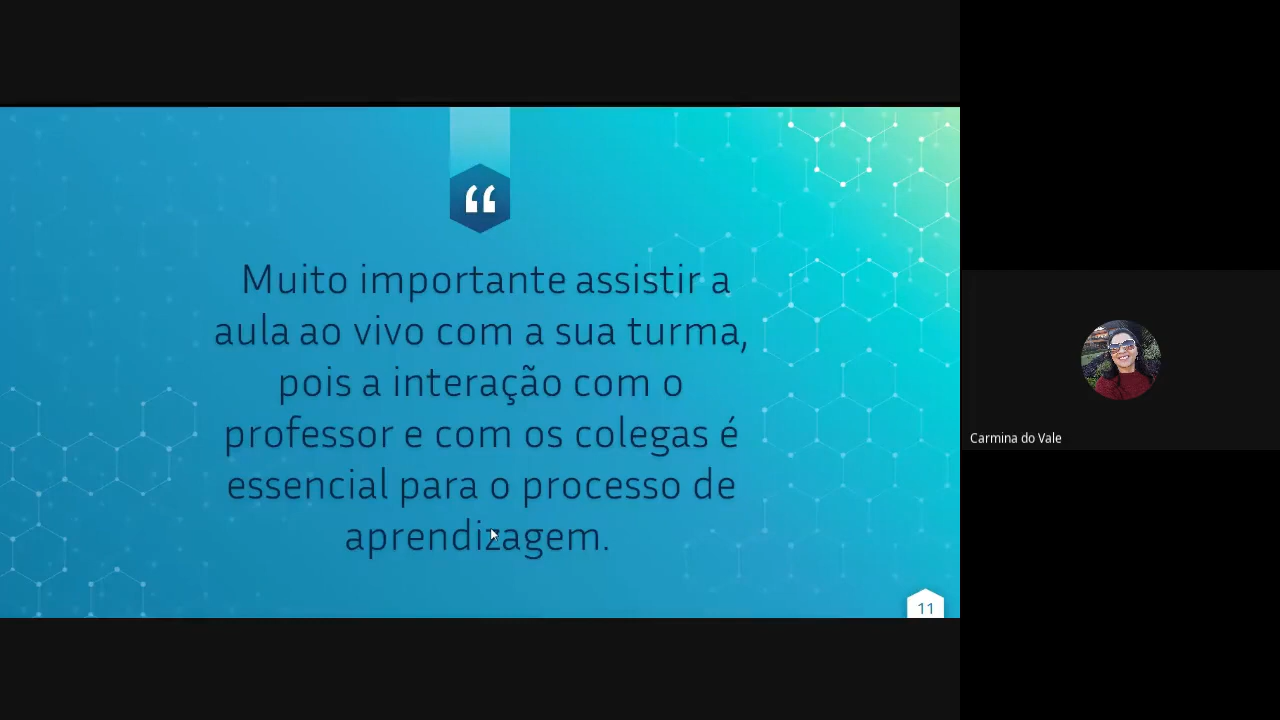 “
Muito importante assistir a
aula ao vivo com a sua turma,
pois a interação com o
professor e com os colegas é
essencial para o processo de
aprendizagem.
11
Carmina do Vale